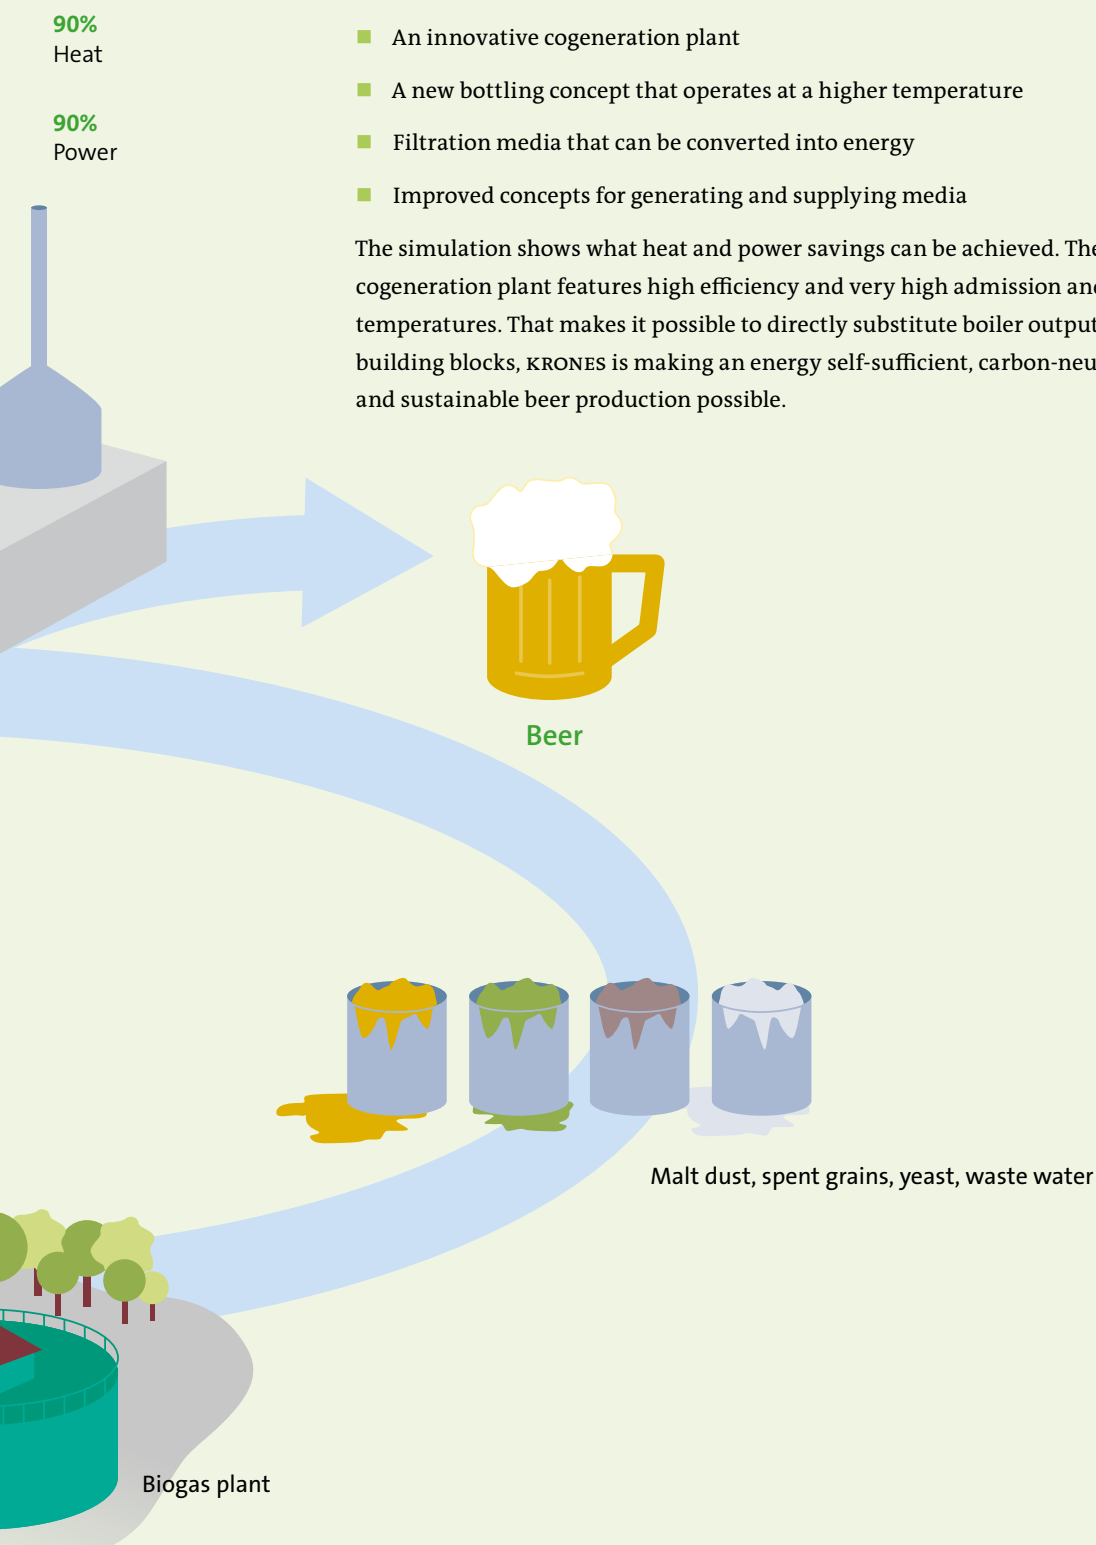 90%
Heat
90%
Power
An innovative cogeneration plant
A new bottling concept that operates at a higher temperature
Filtration media that can be converted into energy
Improved concepts for generating and supplying media
The simulation shows what heat and power savings can be achieved. The
cogeneration plant features high efficiency and very high admission
temperatures. That makes it possible to directly substitute boiler output
building blocks, KRONES is making an energy self-sufficient,
and sustainable beer production possible.
Beer
Malt dust, spent grains, yeast, waste water
Biogas plant